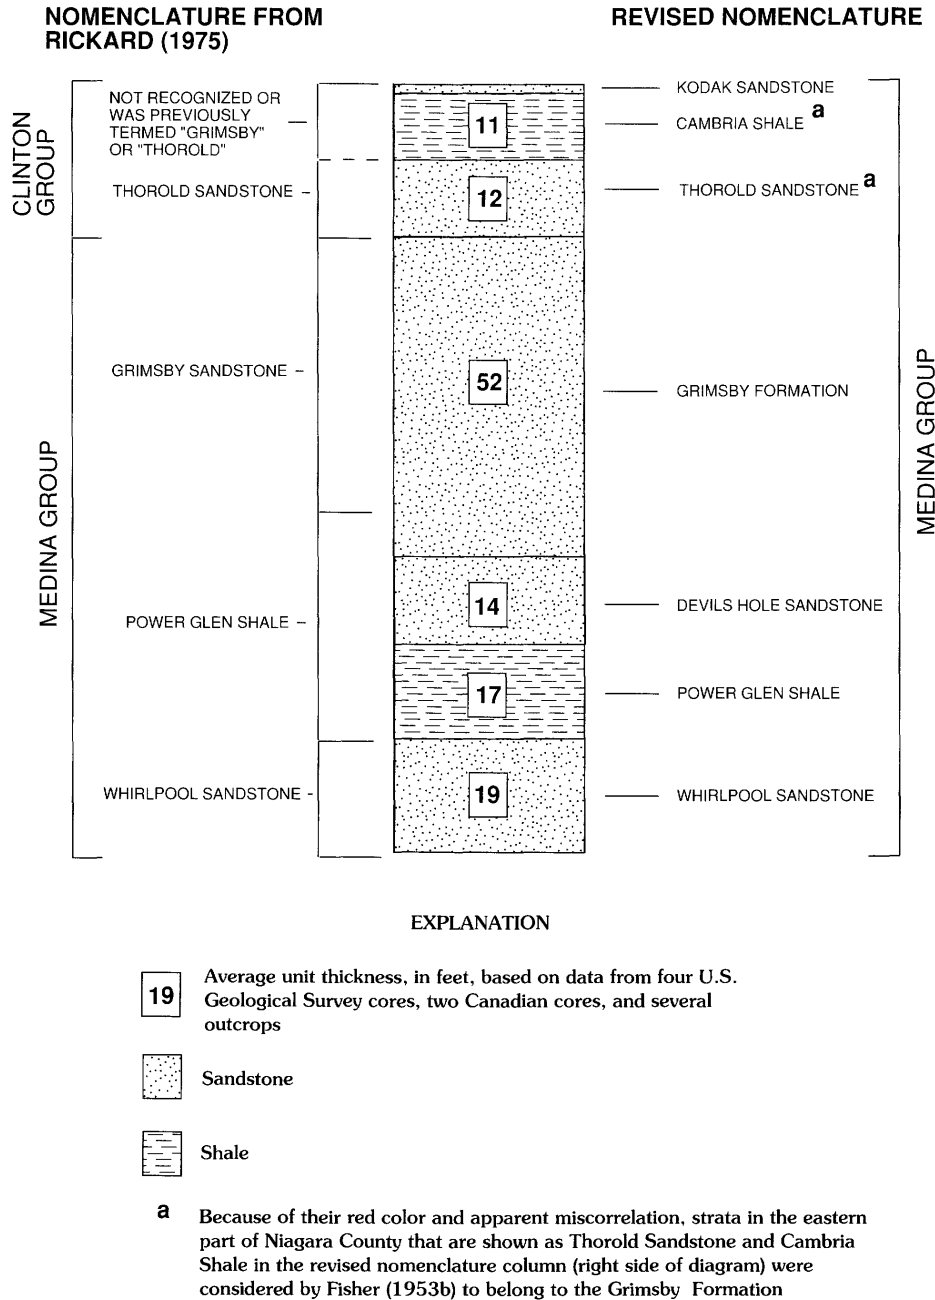 NOMENCLATURE FROM
RICKARD (1975)
REVISED NOMENCLATURE
CLINTON
GROUP
MEDINA GROUP
NOT RECOGNIZED OR
WAS PREVIOUSLY
TERMED "GRIMSBY"
OR "THOROLD"
THOROLD SANDSTONE
GRIMSBY SANDSTONE
POWER GLEN SHALE
WHIRLPOOL SANDSTONE
11
12
52
14
17
19
KODAK SANDSTONE
CAMBRIA SHALE a
THOROLD SANDSTONE a
GRIMSBY FORMATION
DEVILS HOLE SANDSTONE
POWER GLEN SHALE
WHIRLPOOL SANDSTONE
MEDINA GROUP
EXPLANATION
19
Average unit thickness, in feet, based on data from four U.S.
Geological Survey cores, two Canadian cores, and several
outcrops
Sandstone
Shale
a
Because of their red color and apparent miscorrelation, strata in the eastern
part of Niagara County that are shown as Thorold Sandstone and Cambria
Shale in the revised nomenclature column (right side of diagram) were
considered by Fisher (1953b) to belong to the Grimsby Formation